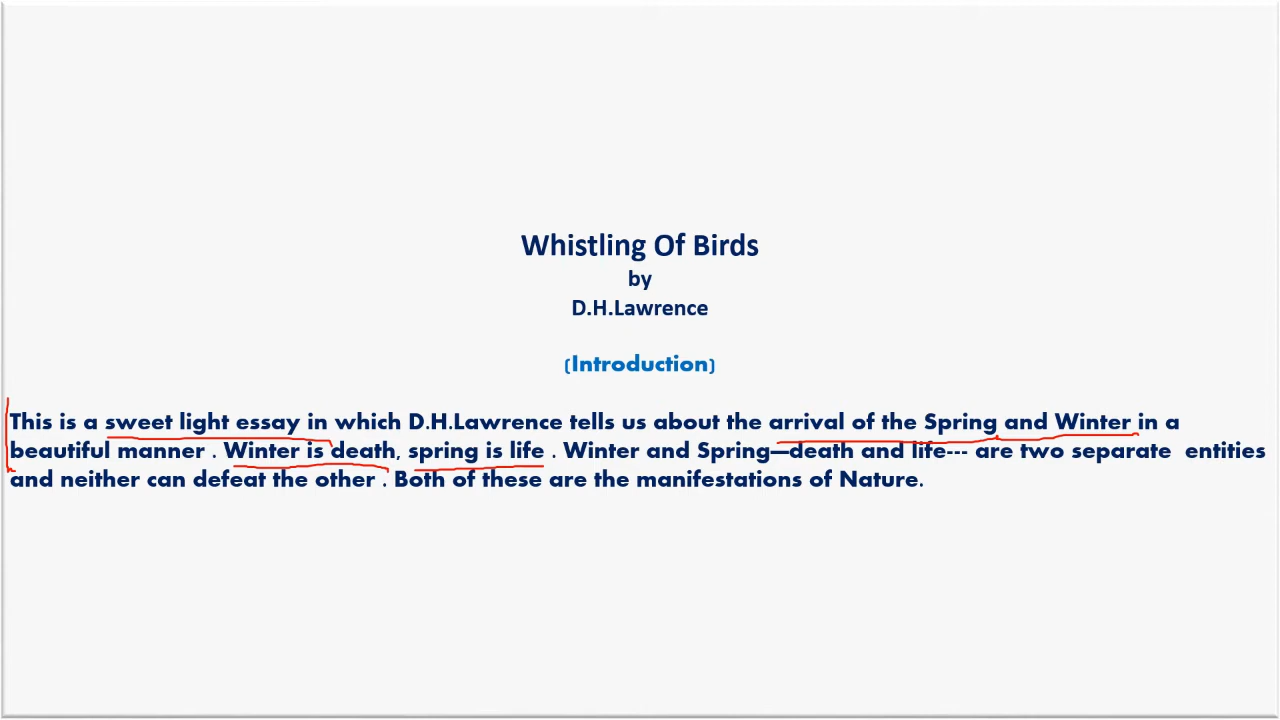 Whistling Of Birds
by
D.H.Lawrence
(Introduction)
This is a sweet light essay in which D.H.Lawrence tells us about the arrival of the Spring and Winter in a
beautiful manner . Winter is death, spring is life . Winter and Spring—death and life--- are two separate entities
and neither can defeat the other . Both of these are the manifestations of Nature.